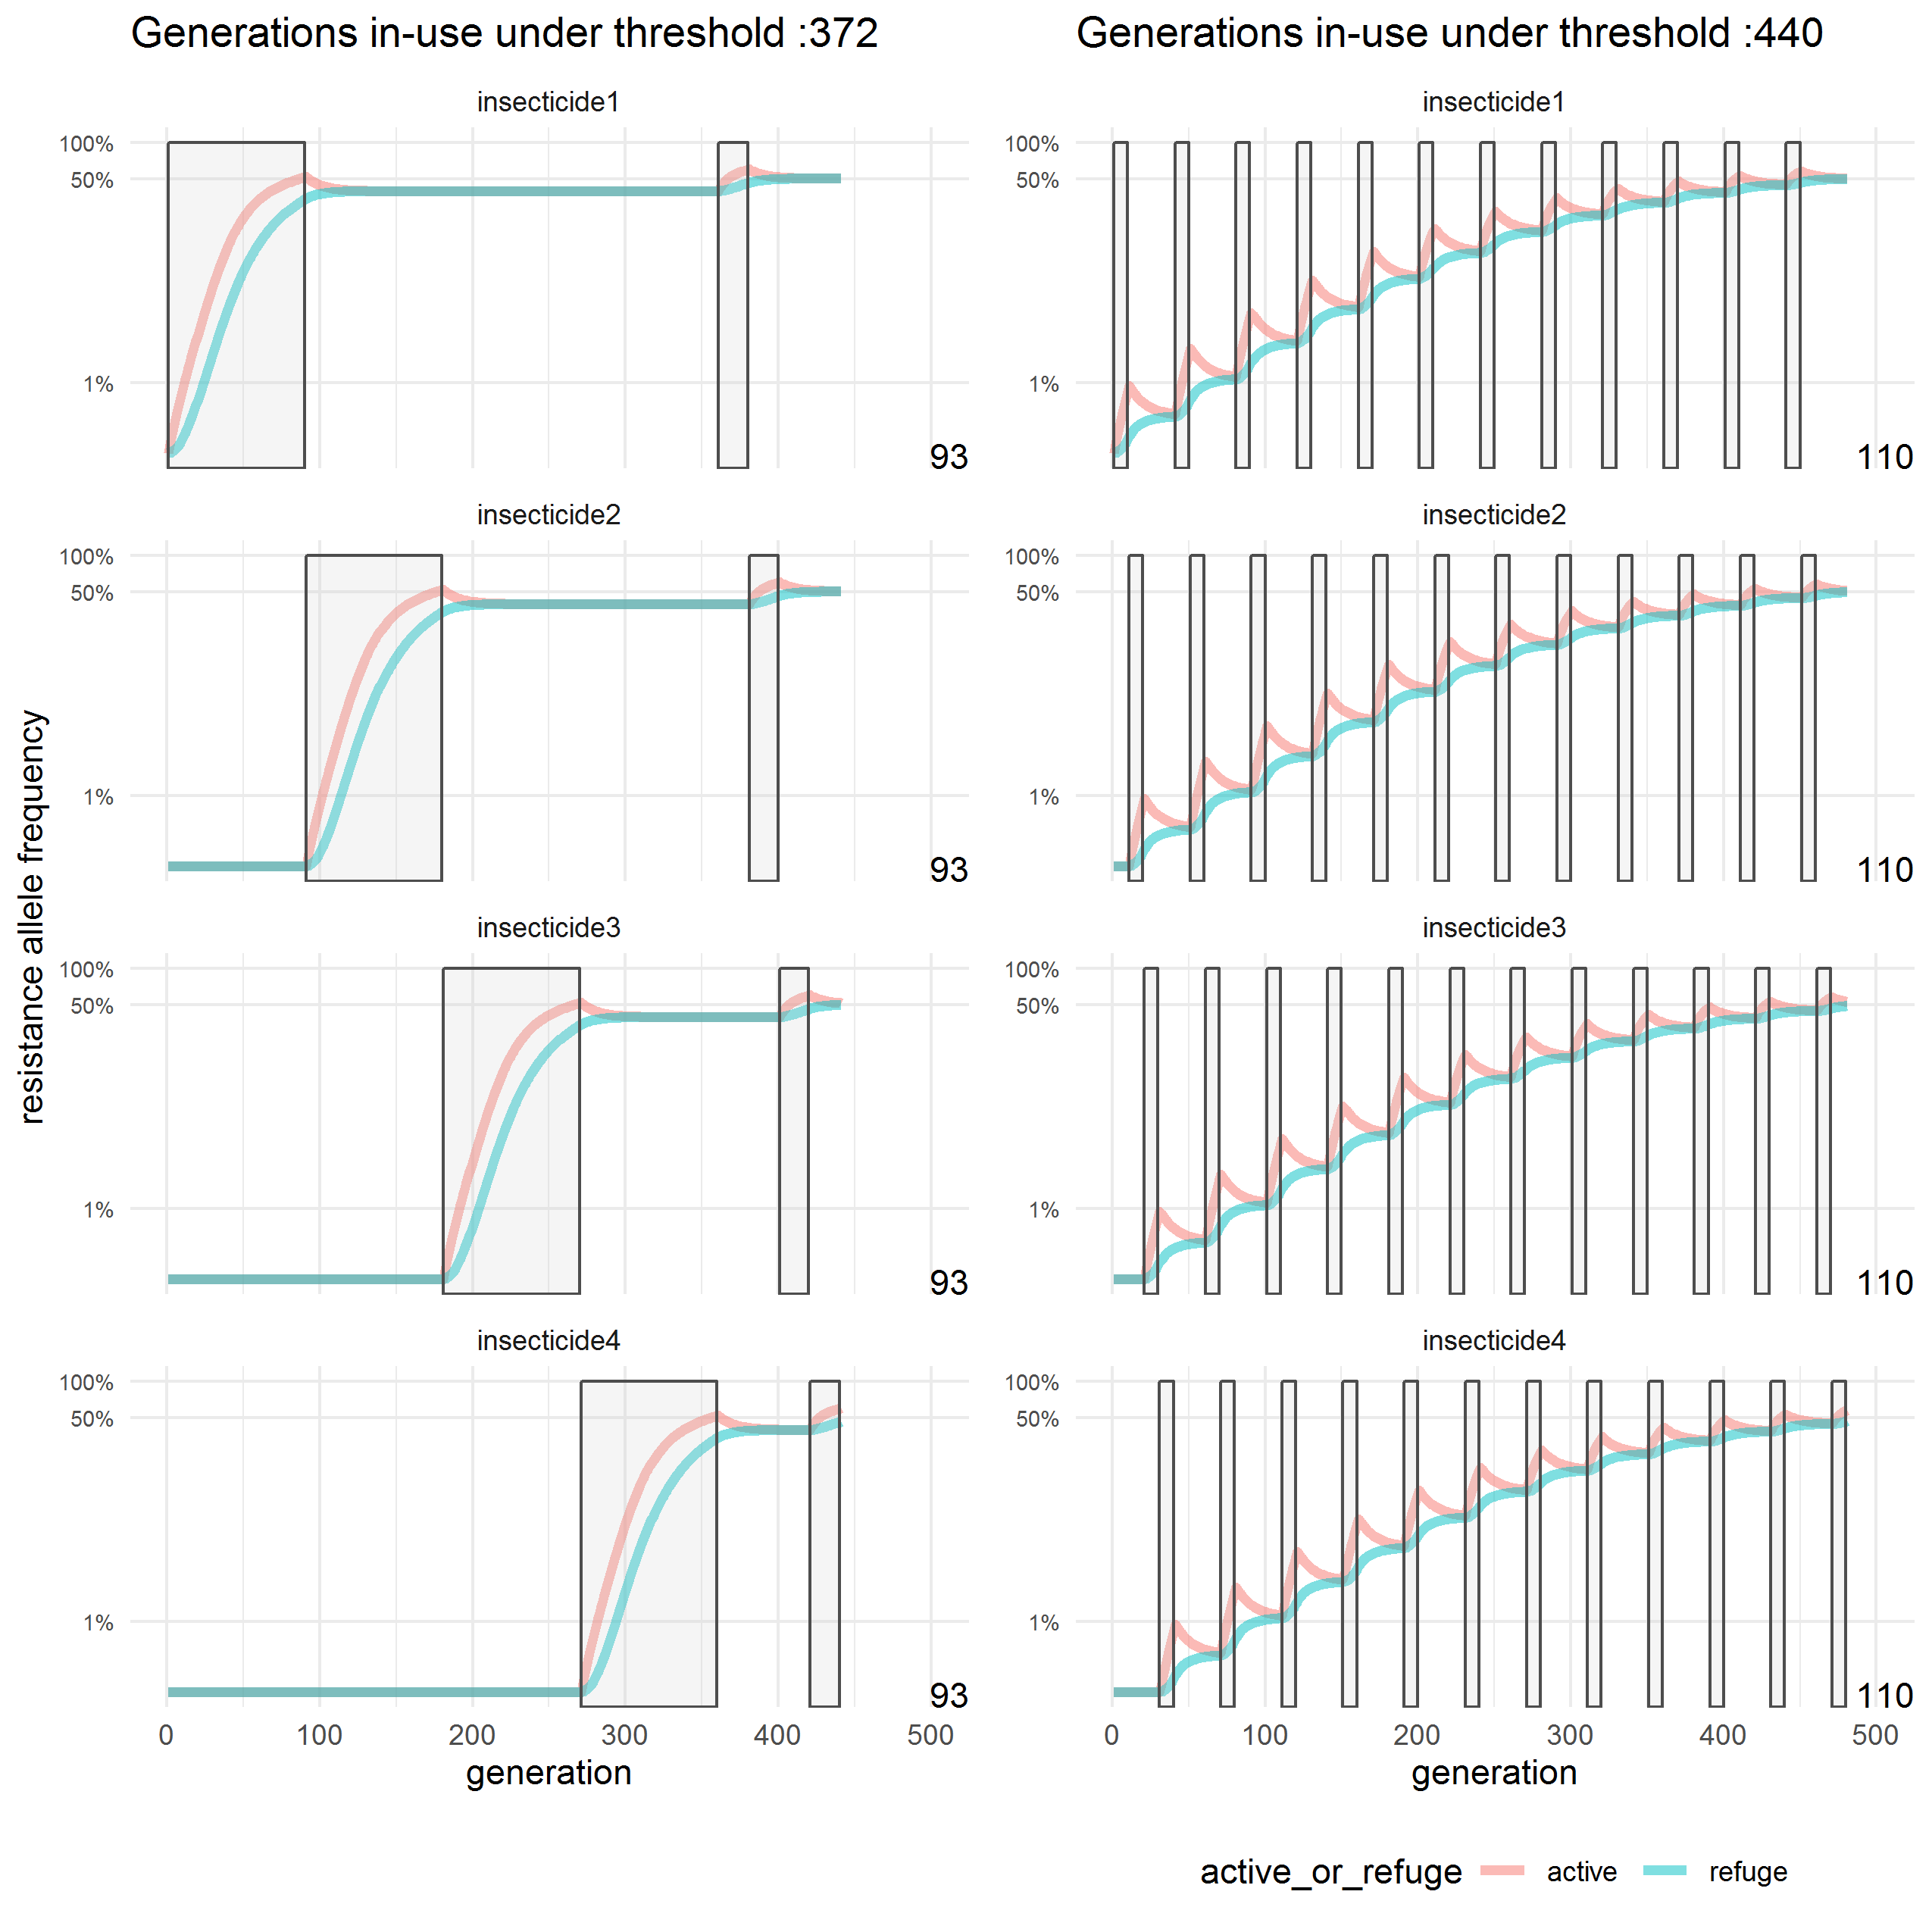 Generations in-use under threshold :372
insecticide1
100%
50%
1%
93
insecticide2
100%
50%
1%
93
insecticide3
100%
50%
1%
93
insecticide4
100%
50%
1%
93
0 100 200 300 400 500
generation
resistance allele frequency
Generations in-use under threshold :440
insecticide1
100%
50%
1%
110
insecticide2
100%
50%
1%
110
insecticide3
100%
50%
1%
110
insecticide4
100%
50%
1%
110
0 100 200 300 400 500
generation
active_or_refuge active refuge